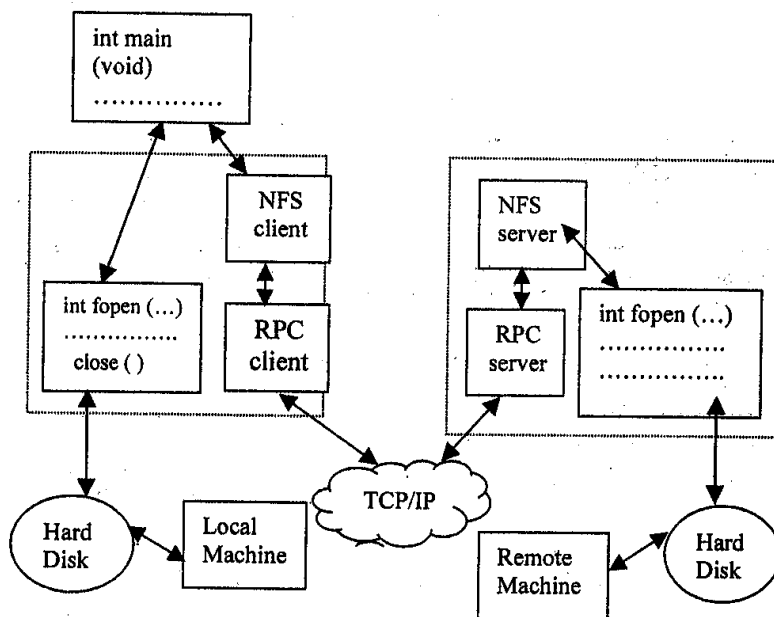 int main
(void)
...............
NFS
client
int fopen (...)
...............
close ( )
RPC
client
Hard
Disk
Local
Machine
TCP/IP
NFS
server
RPC
server
int fopen (...)
...............
...............
Remote
Machine
Hard
Disk